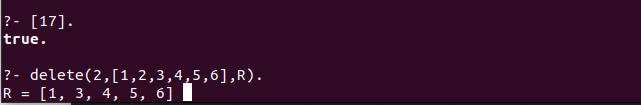 ?- [17].
true.
?- delete(2,[1,2,3,4,5,6],R).
R = [1, 3, 4, 5, 6]